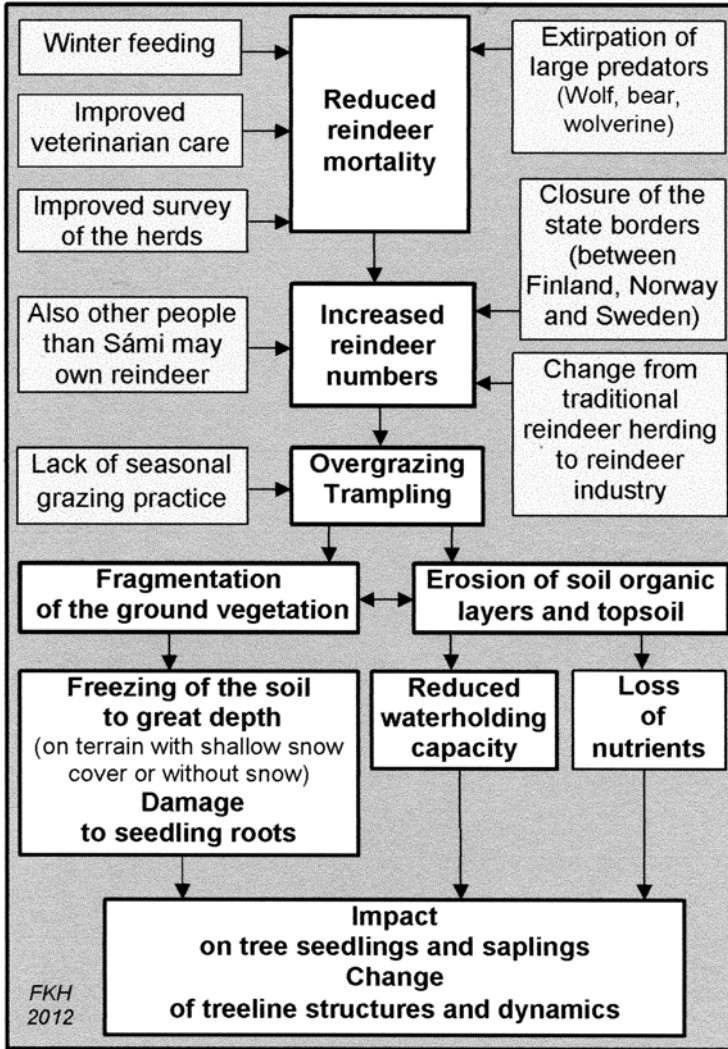 Winter feeding
Improved
veterinarian care
Improved survey
of the herds
Reduced
reindeer
mortality
Extirpation of
large predators
(Wolf, bear,
wolverine)
Closure of the
state borders
(between
Finland, Norway
and Sweden)
Also other people
than Sámi may
own reindeer
Increased
reindeer
numbers
Change from
traditional
reindeer herding
to reindeer
industry
Lack of seasonal
grazing practice
Overgrazing
Trampling
Fragmentation
of the ground vegetation
Erosion of soil organic
layers and topsoil
Freezing of the soil
to great depth
(on terrain with shallow snow
cover or without snow)
Damage
to seedling roots
Reduced
waterholding
capacity
Loss
of
nutrients
Impact
on tree seedlings and saplings
Change
of treeline structures and dynamics
FKH
2012